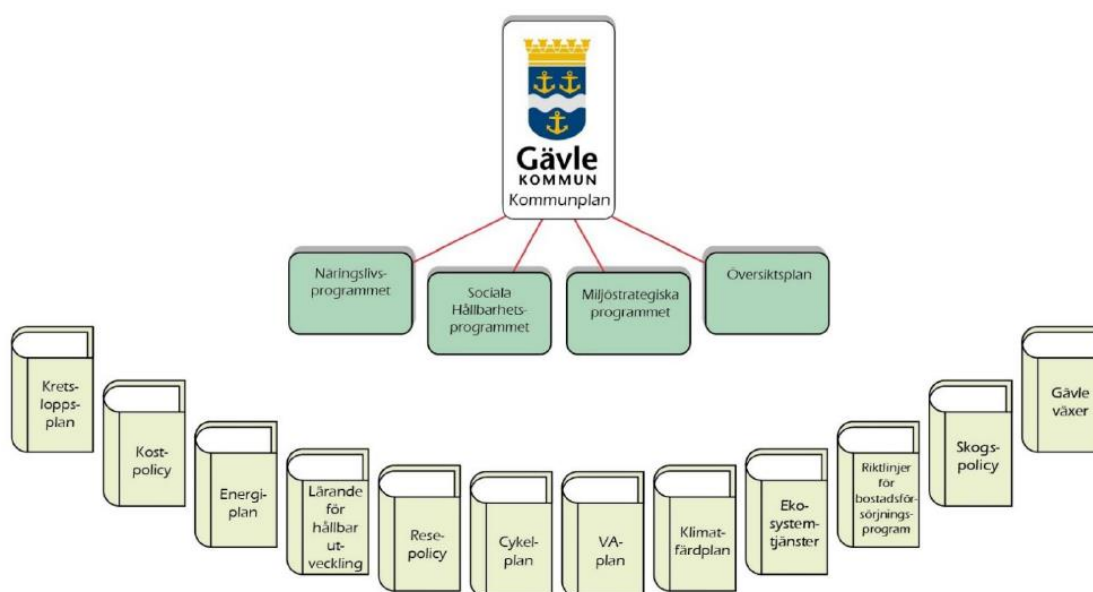 Gävle
KOMMUN
Kommunplan
Näringslivs-
programmet
Sociala
Hållbarhets-
programmet
Miljöstrategiska
programmet
Översiktsplan
Krets-
lopps-
plan
Kost-
policy
Energi-
plan
Lärande
för
hållbar
ut-
veckling
Rese-
policy
Cykel-
plan
VA-
plan
Klimat-
färdplan
Eko-
system-
tjänster
Riktlinjer
för
bostadsför-
sörjnings-
program
Skogs-
policy
Gävle
växer